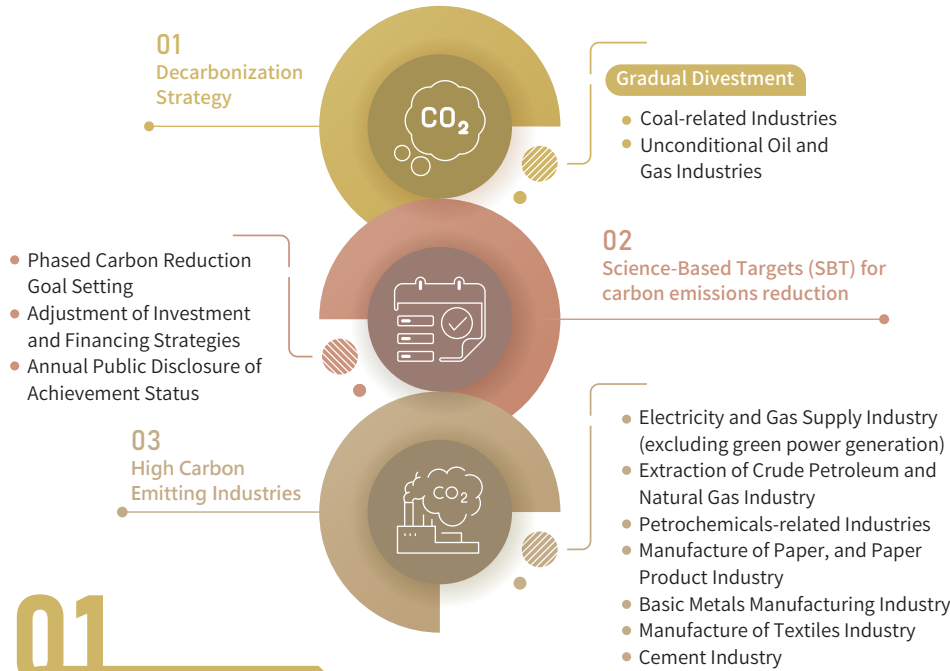 01
Decarbonization
Strategy
CO₂
Gradual Divestment
Coal-related Industries
Unconditional Oil and
Gas Industries
02
Science-Based Targets (SBT) for
carbon emissions reduction
Phased Carbon Reduction
Goal Setting
Adjustment of Investment
and Financing Strategies
Annual Public Disclosure of
Achievement Status
03
High Carbon
Emitting Industries
CO₂
Electricity and Gas Supply Industry
(excluding green power generation)
Extraction of Crude Petroleum and
Natural Gas Industry
Petrochemicals-related Industries
Manufacture of Paper, and Paper
Product Industry
Basic Metals Manufacturing Industry
Manufacture of Textiles Industry
Cement Industry
01